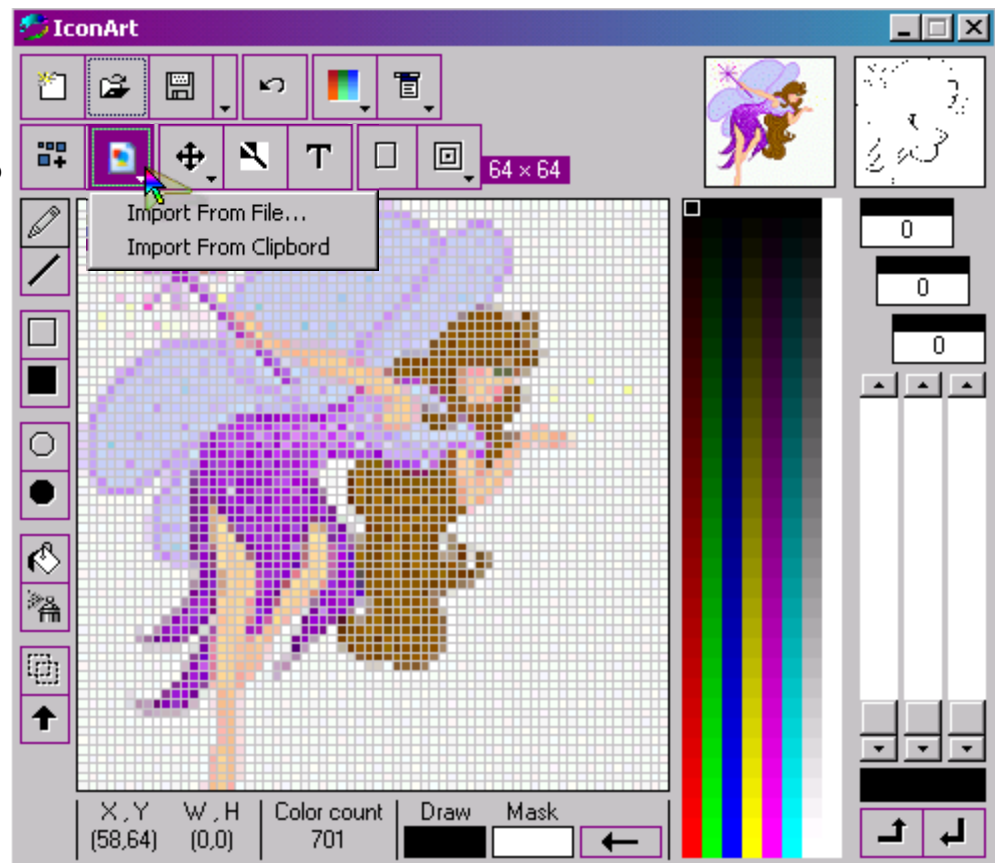 IconArt
T
64 × 64
Import From File...
Import From Clipbord
0
0
0
X , Y W , H Color count Draw Mask
(58,64) (0,0) 701